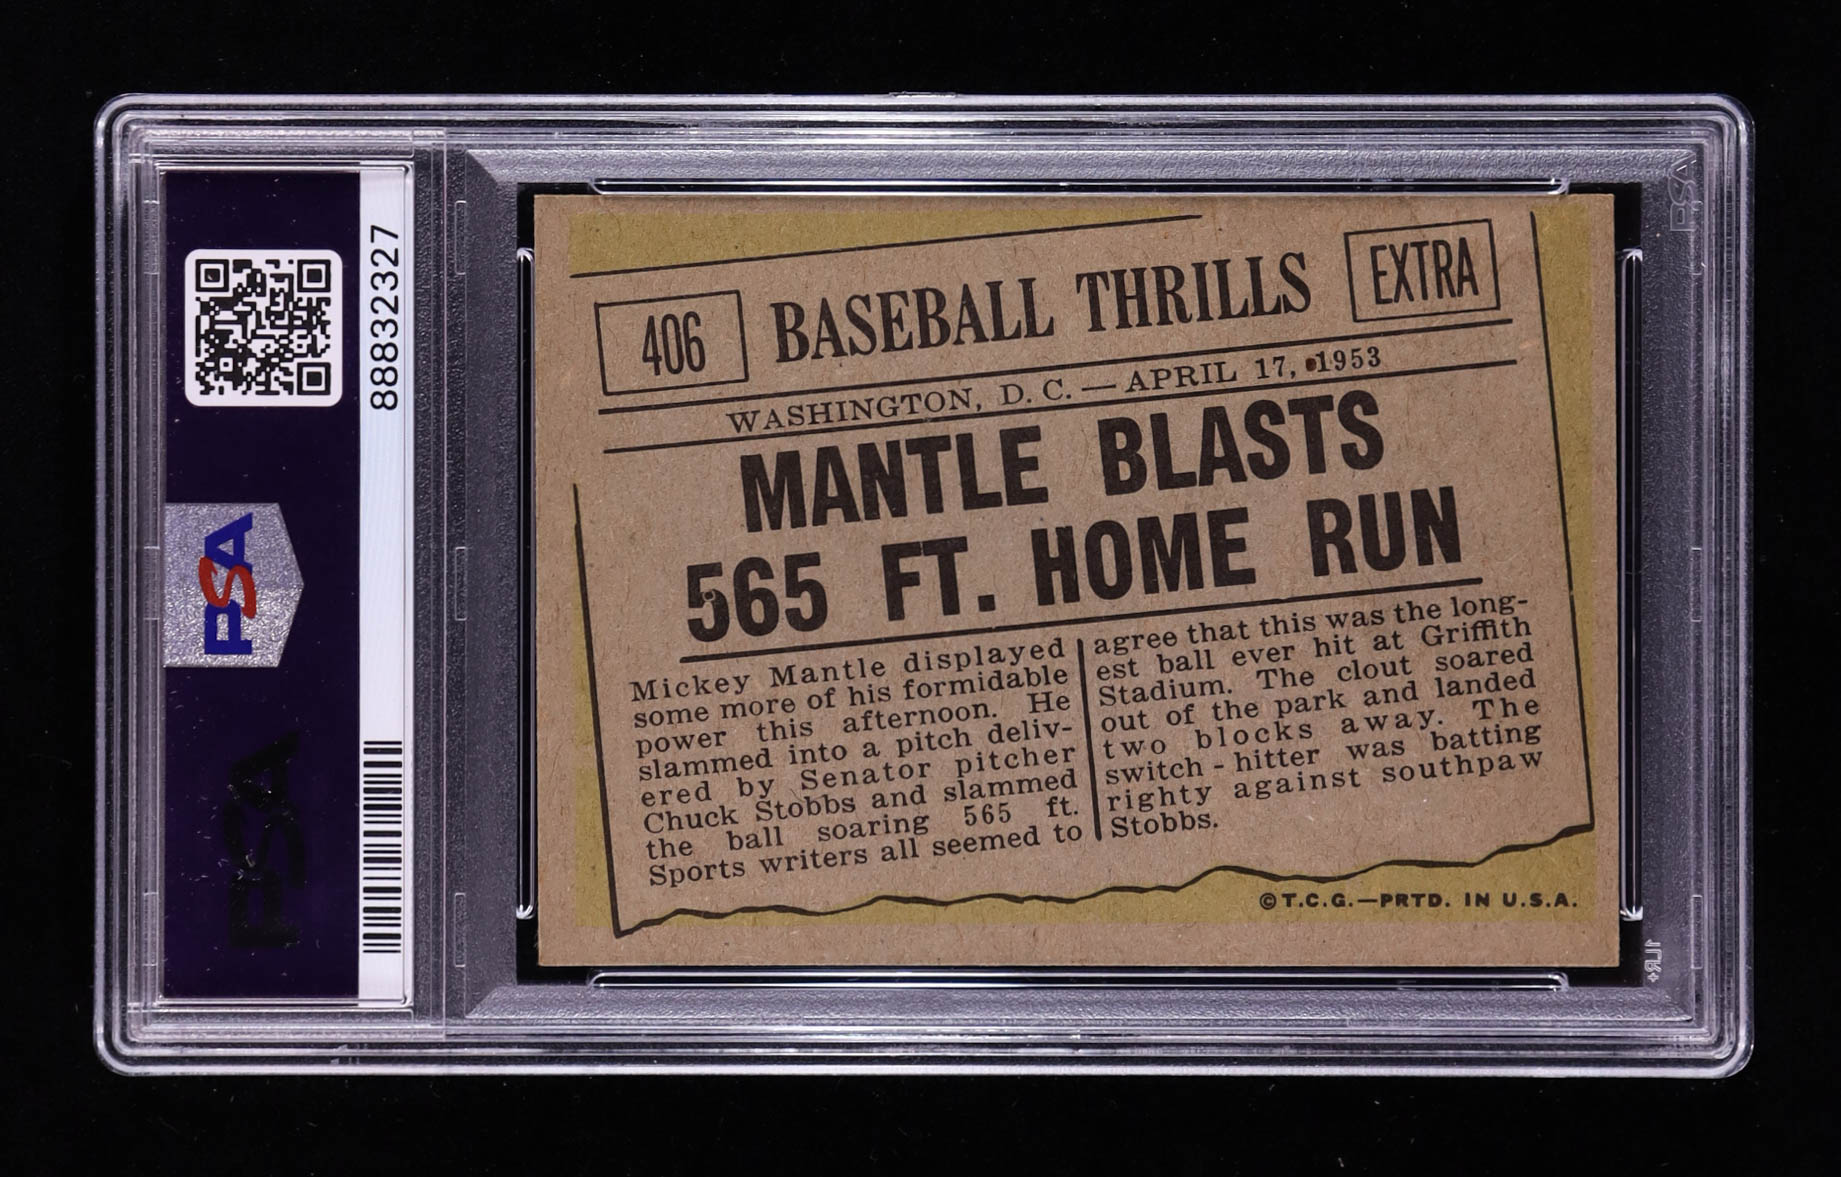 88832327
PSA
PSA
406
BASEBALL THRILLS
EXTRA
WASHINGTON, D. C. — APRIL 17, 1953
MANTLE BLASTS
565 FT. HOME RUN
Mickey Mantle displayed
some more of his formidable
power this afternoon. He
slammed into a pitch deliv-
ered by Senator pitcher
Chuck Stobbs and slammed
the ball soaring 565 ft.
Sports writers all seemed to
agree that this was the long-
est ball ever hit at Griffith
Stadium. The clout soared
out of the park and landed
two blocks away. The
switch - hitter was batting
righty against southpaw
Stobbs.
©T.C.G.—PRTD. IN U.S.A.
PSA